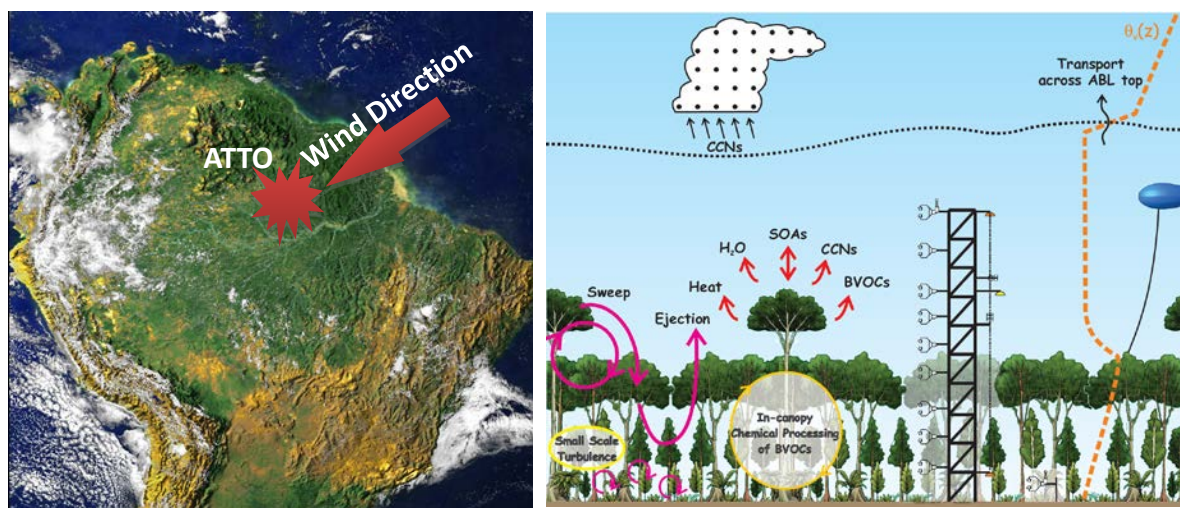 ATTO
Wind Direction
θᵥ(z)
Transport
across ABL top
CCNs
SOAs
H₂O
CCNs
Heat
BVOCs
Sweep
Ejection
In-canopy
Chemical Processing
of BVOCs
Small Scale
Turbulence